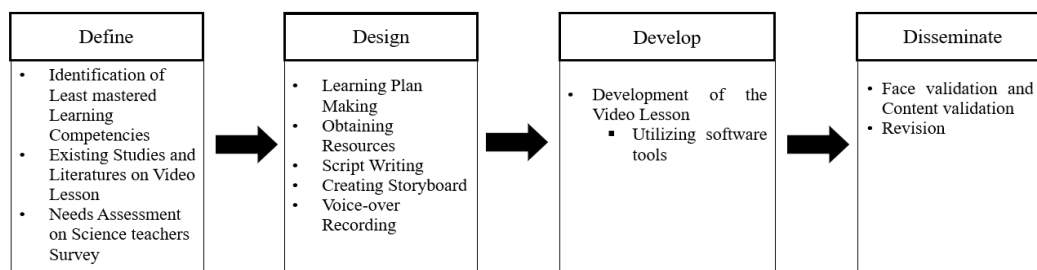 Define
• Identification of
Least mastered
Learning
Competencies
• Existing Studies and
Literatures on Video
Lesson
• Needs Assessment
on Science teachers
Survey
Design
• Learning Plan
Making
• Obtaining
Resources
• Script Writing
• Creating Storyboard
• Voice-over
Recording
Develop
• Development of the
Video Lesson
▪ Utilizing software
tools
Disseminate
• Face validation and
Content validation
• Revision